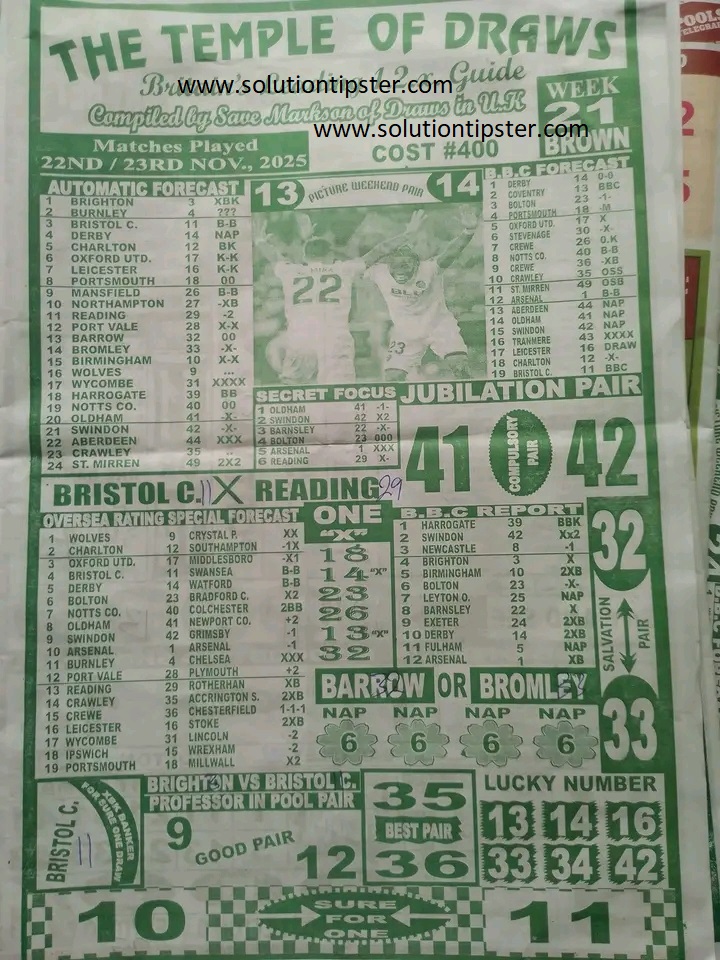 THE TEMPLE OF DRAWS
www.solutiontipster.com
Guide
Compiled by Save Markson of Draws in U.K
www.solutiontipster.com
WEEK
21
BROWN
Matches Played
22ND / 23RD NOV., 2025
COST #400
AUTOMATIC FORECAST
1 BRIGHTON 3 XBK
2 BURNLEY 4 ???
3 BRISTOL C. 11 B-B
4 DERBY 14 NAP
5 CHARLTON 12 BK
6 OXFORD UTD. 17 K-K
7 LEICESTER 16 K-K
8 PORTSMOUTH 18 00
9 MANSFIELD 26 B-B
10 NORTHAMPTON 27 -XB
11 READING 29 -2
12 PORT VALE 28 X-X
13 BARROW 32 00
14 BROMLEY 33 -X-
15 BIRMINGHAM 10 X-X
16 WOLVES 9 ...
17 WYCOMBE 31 XXXX
18 HARROGATE 39 BB
19 NOTTS CO. 40 00
20 OLDHAM 41 -X-
21 SWINDON 42 -X-
22 ABERDEEN 44 XXX
23 CRAWLEY 35 ..
24 ST. MIRREN 49 2X2
13 PICTURE WEEKEND PAIR 14
22
23
B.B.C FORECAST
1 DERBY 14 0-0
2 COVENTRY 13 BBC
3 BOLTON 23 -1-
4 PORTSMOUTH 18 -M
5 OXFORD UTD. 17 X
6 STEVENAGE 30 -X-
7 CREWE 26 0.K
8 NOTTS CO. 40 B-B
9 CREWE 36 -XB
10 CRAWLEY 35 OSS
11 ST. MIRREN 49 OSB
12 ARSENAL 1 B-B
13 ABERDEEN 44 NAP
14 OLDHAM 41 NAP
15 SWINDON 42 NAP
16 TRANMERE 43 XXXX
17 LEICESTER 16 DRAW
18 CHARLTON 12 -X-
19 BRISTOL C. 11 BBC
SECRET FOCUS
1 OLDHAM 41 -1-
2 SWINDON 42 X2
3 BARNSLEY 22 -X-
4 BOLTON 23 000
5 ARSENAL 1 XXX
6 READING 29 X-
JUBILATION PAIR
41 COMPULSORY PAIR 42
BRISTOL C. 11 X READING 29
OVERSEA RATING SPECIAL FORECAST
1 WOLVES 9 CRYSTAL P. XX
2 CHARLTON 12 SOUTHAMPTON -1X
3 OXFORD UTD. 17 MIDDLESBORO -X1
4 BRISTOL C. 11 SWANSEA B-B
5 DERBY 14 WATFORD B-B
6 BOLTON 23 BRADFORD C. X2
7 NOTTS CO. 40 COLCHESTER 2BB
8 OLDHAM 41 NEWPORT CO. +2
9 SWINDON 42 GRIMSBY -1
10 ARSENAL 1 ARSENAL -1
11 BURNLEY 4 CHELSEA XXX
12 PORT VALE 28 PLYMOUTH +2
13 READING 29 ROTHERHAN XB
14 CRAWLEY 35 ACCRINGTON S. 2XB
15 CREWE 36 CHESTERFIELD 1-1-1
16 LEICESTER 16 STOKE 2XB
17 WYCOMBE 31 LINCOLN -2
18 IPSWICH 15 WREXHAM -2
19 PORTSMOUTH 18 MILLWALL X2
ONE
"X"
18
14 "X"
23
26
13 "X"
32
B.B.C REPORT
1 HARROGATE 39 BBK
2 SWINDON 42 Xx2
3 NEWCASTLE 8 -1
4 BRIGHTON 3 X
5 BIRMINGHAM 10 2XB
6 BOLTON 23 -X-
7 LEYTON O. 25 NAP
8 BARNSLEY 22 X
9 EXETER 24 2XB
10 DERBY 14 2XB
11 FULHAM 5 NAP
12 ARSENAL 1 XB
32
SALVATION PAIR
33
BARROW OR BROMLEY
NAP NAP NAP NAP
6 6 6 6
BRISTOL C. 11
XBK BANKER
FOR SURE ONE DRAW
BRIGHTON VS BRISTOL C.
PROFESSOR IN POOL PAIR
9 GOOD PAIR 12
35
BEST PAIR
36
LUCKY NUMBER
13 14 16
33 34 42
10 SURE FOR ONE 11